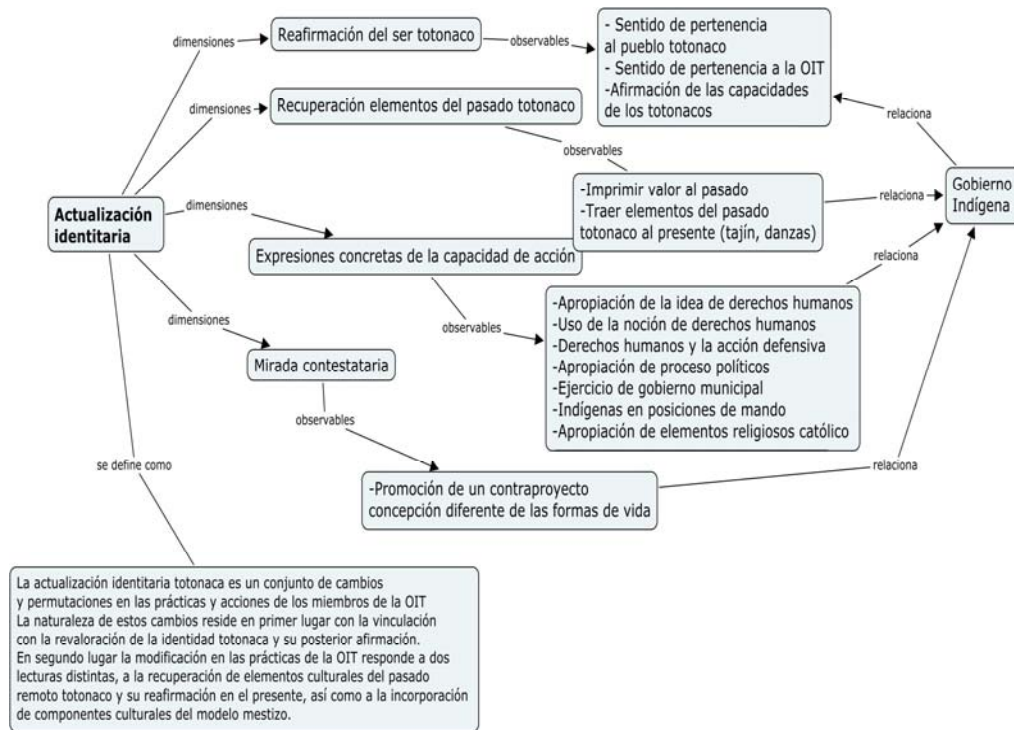 Reafirmación del ser totonaco
dimensiones
observables
- Sentido de pertenencia
al pueblo totonaco
- Sentido de pertenencia a la OIT
-Afirmación de las capacidades
de los totonacos
dimensiones
Recuperación elementos del pasado totonaco
observables
relaciona
Actualización
identitaria
dimensiones
-Imprimir valor al pasado
-Traer elementos del pasado
totonaco al presente (tajín, danzas)
relaciona
Gobierno
Indígena
Expresiones concretas de la capacidad de acción
relaciona
observables
-Apropiación de la idea de derechos humanos
-Uso de la noción de derechos humanos
-Derechos humanos y la acción defensiva
-Apropiación de proceso políticos
-Ejercicio de gobierno municipal
-Indígenas en posiciones de mando
-Apropiación de elementos religiosos católico
dimensiones
Mirada contestataria
observables
se define como
-Promoción de un contraproyecto
concepción diferente de las formas de vida
relaciona
La actualización identitaria totonaca es un conjunto de cambios
y permutaciones en las prácticas y acciones de los miembros de la OIT
La naturaleza de estos cambios reside en primer lugar con la vinculación
con la revaloración de la identidad totonaca y su posterior afirmación.
En segundo lugar la modificación en las prácticas de la OIT responde a dos
lecturas distintas, a la recuperación de elementos culturales del pasado
remoto totonaco y su reafirmación en el presente, así como a la incorporación
de componentes culturales del modelo mestizo.